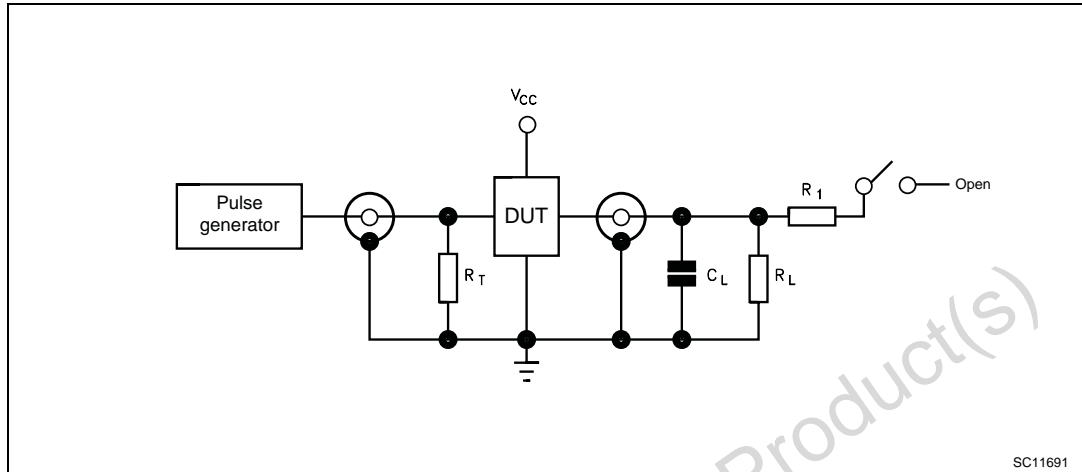 VCC
Pulse
generator
DUT
RT
CL
RL
R1
Open
Product(s)
SC11691